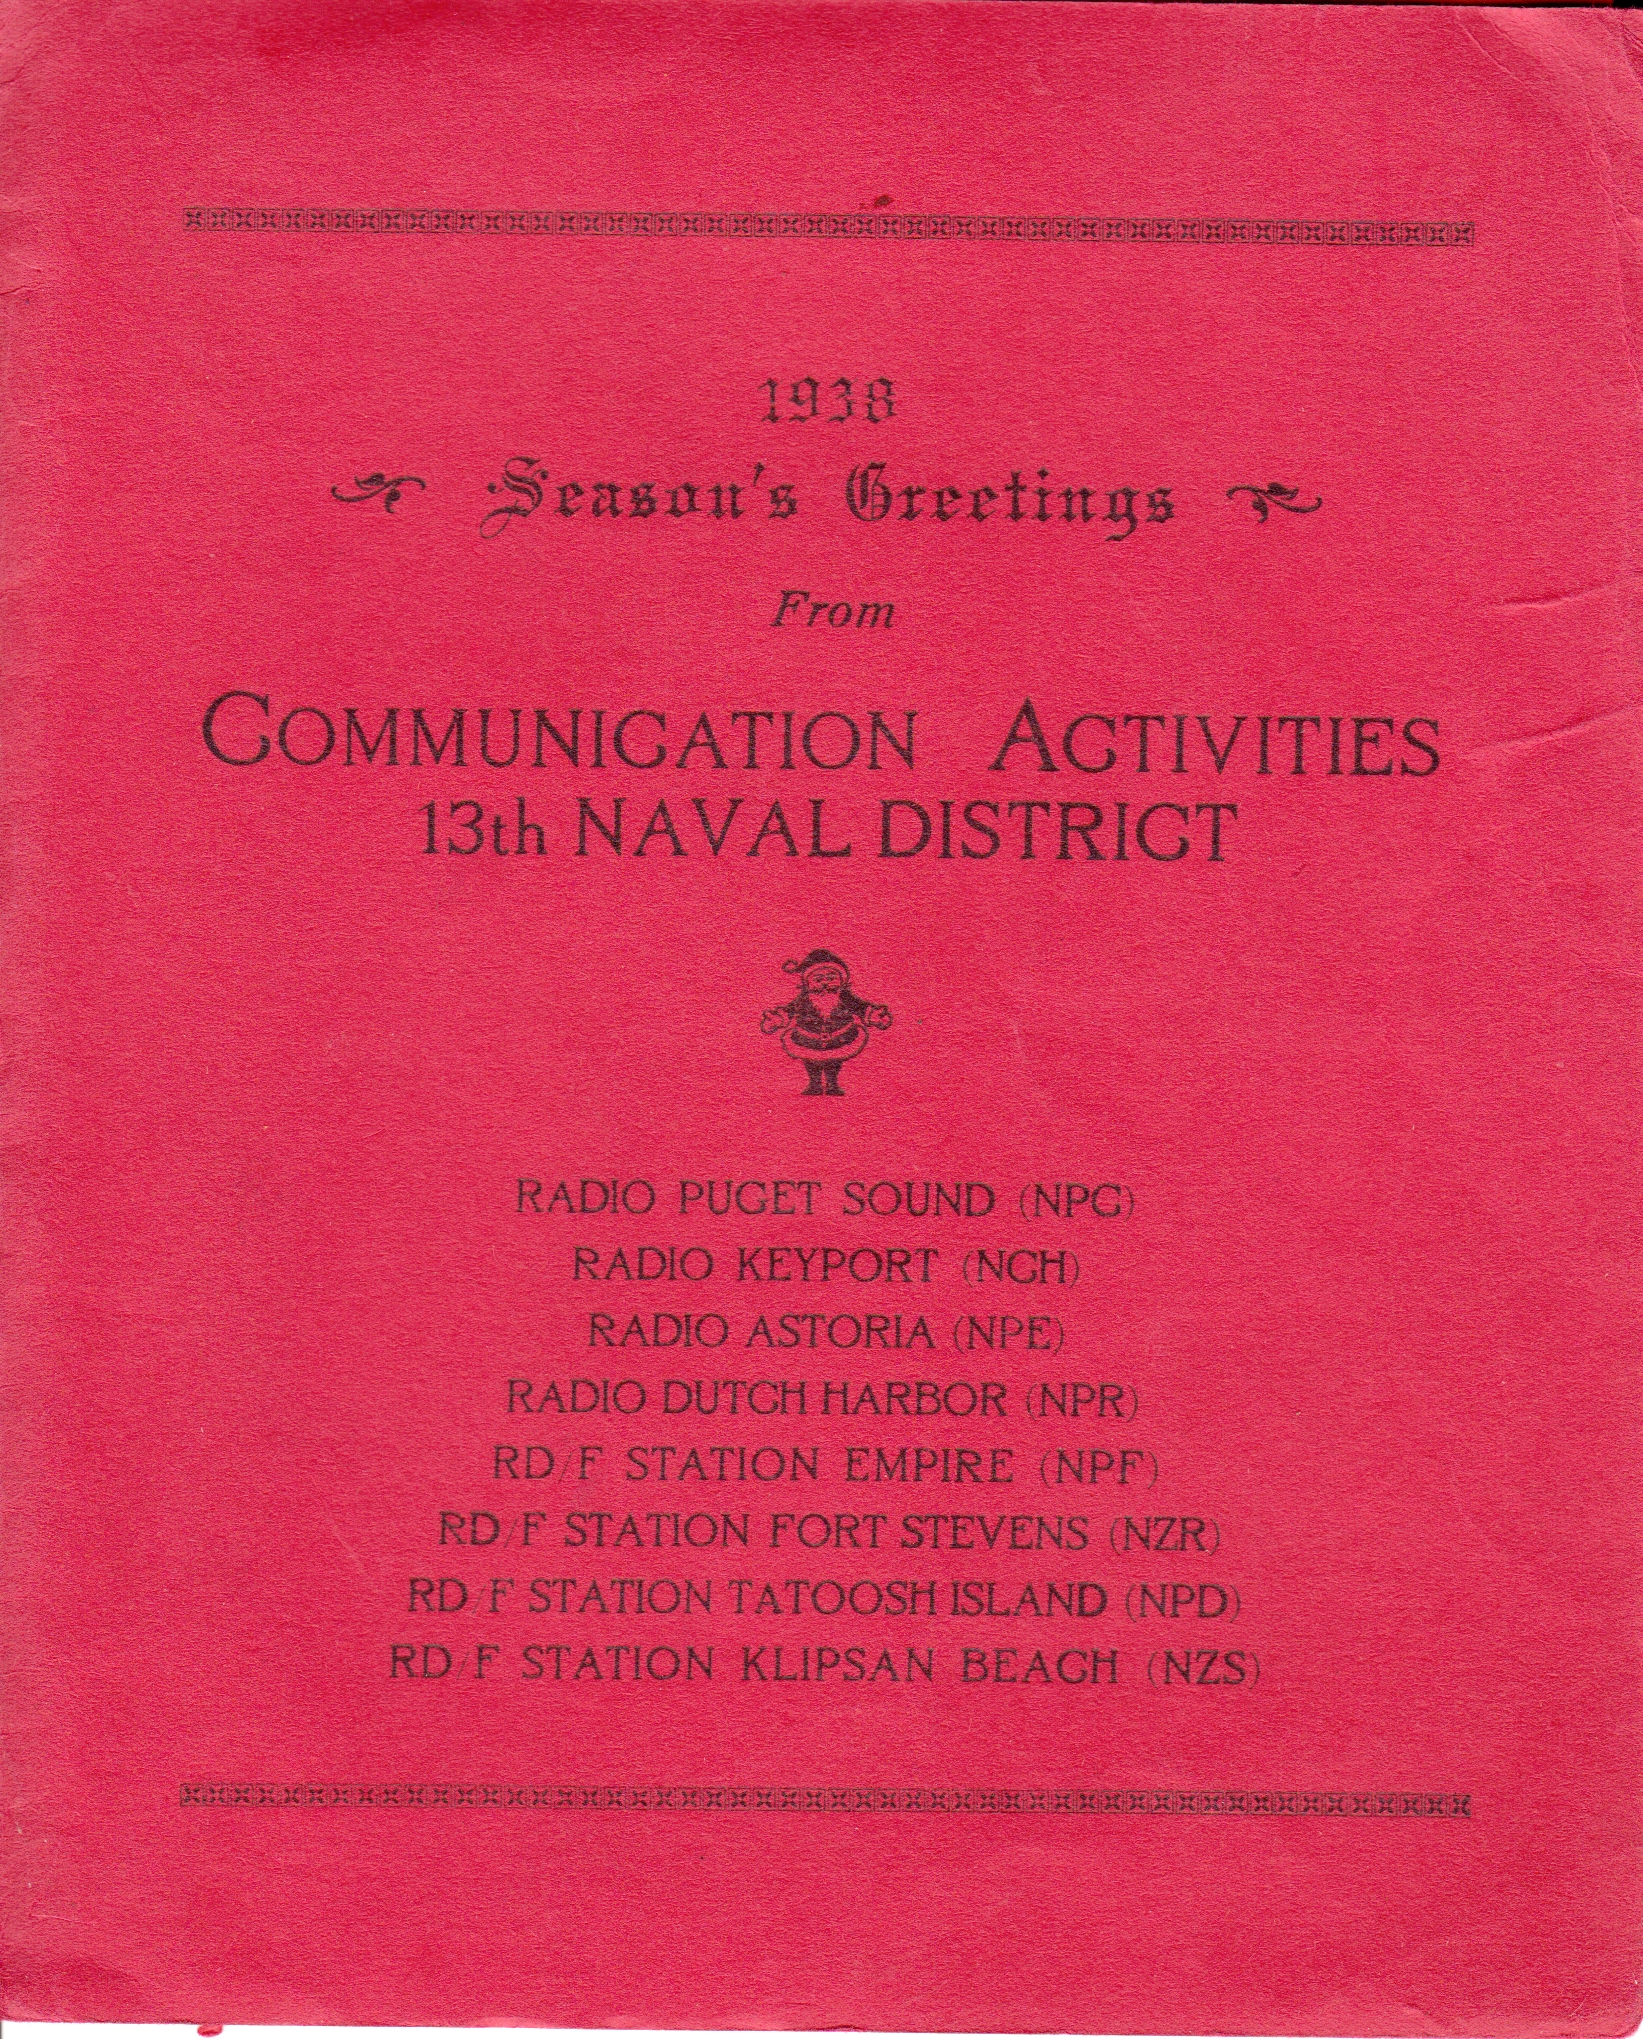 1938
Season's Greetings
From
COMMUNICATION ACTIVITIES
13th NAVAL DISTRICT
RADIO PUGET SOUND (NPC)
RADIO KEYPORT (NGH)
RADIO ASTORIA (NPE)
RADIO DUTCH HARBOR (NPR)
RD/F STATION EMPIRE (NPF)
RD/F STATION FORT STEVENS (NZR)
RD/F STATION TATOOSH ISLAND (NPD)
RD/F STATION KLIPSAN BEACH (NZS)